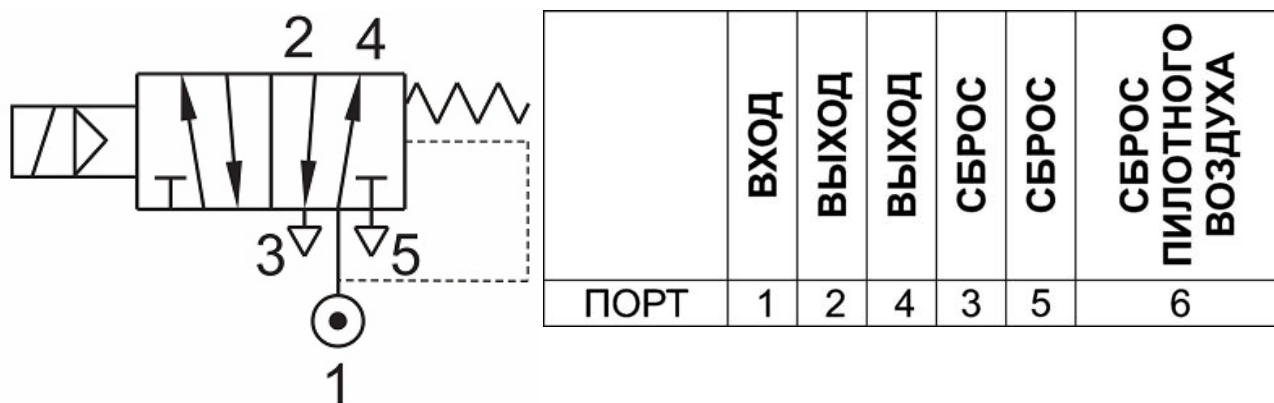 2 4
3 5
1
ВХОД
ВЫХОД
ВЫХОД
СБРОС
СБРОС
СБРОС
ПИЛОТНОГО
ВОЗДУХА
ПОРТ 1 2 4 3 5 6